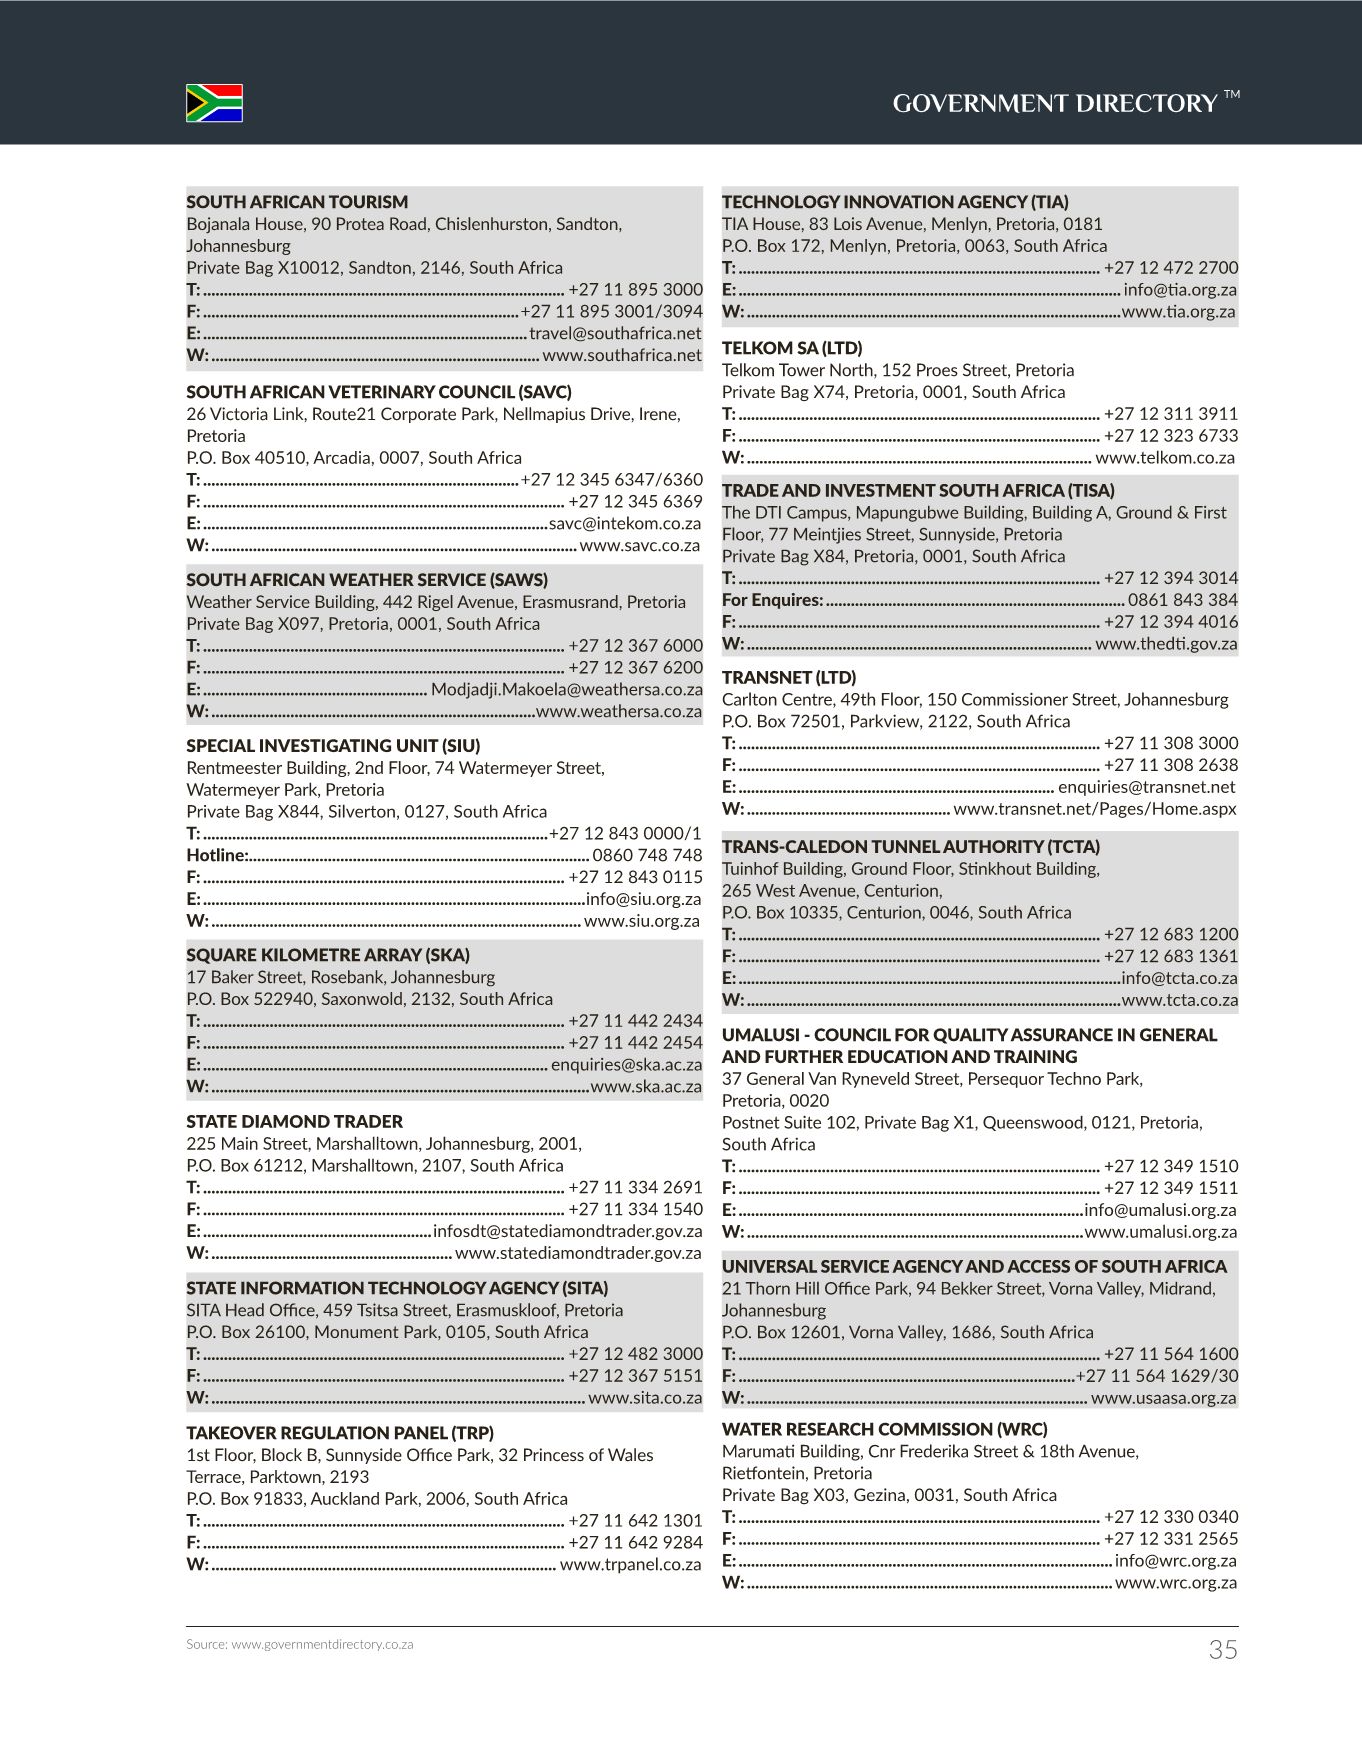 GOVERNMENT DIRECTORY ™
SOUTH AFRICAN TOURISM
Bojanala House, 90 Protea Road, Chislenhurston, Sandton,
Johannesburg
Private Bag X10012, Sandton, 2146, South Africa
T: +27 11 895 3000
F: +27 11 895 3001/3094
E: travel@southafrica.net
W: www.southafrica.net
SOUTH AFRICAN VETERINARY COUNCIL (SAVC)
26 Victoria Link, Route21 Corporate Park, Nellmapius Drive, Irene,
Pretoria
P.O. Box 40510, Arcadia, 0007, South Africa
T: +27 12 345 6347/6360
F: +27 12 345 6369
E: savc@intekom.co.za
W: www.savc.co.za
SOUTH AFRICAN WEATHER SERVICE (SAWS)
Weather Service Building, 442 Rigel Avenue, Erasmusrand, Pretoria
Private Bag X097, Pretoria, 0001, South Africa
T: +27 12 367 6000
F: +27 12 367 6200
E: Modjadji.Makoela@weathersa.co.za
W: www.weathersa.co.za
SPECIAL INVESTIGATING UNIT (SIU)
Rentmeester Building, 2nd Floor, 74 Watermeyer Street,
Watermeyer Park, Pretoria
Private Bag X844, Silverton, 0127, South Africa
T: +27 12 843 0000/1
Hotline: 0860 748 748
F: +27 12 843 0115
E: info@siu.org.za
W: www.siu.org.za
SQUARE KILOMETRE ARRAY (SKA)
17 Baker Street, Rosebank, Johannesburg
P.O. Box 522940, Saxonwold, 2132, South Africa
T: +27 11 442 2434
F: +27 11 442 2454
E: enquiries@ska.ac.za
W: www.ska.ac.za
STATE DIAMOND TRADER
225 Main Street, Marshalltown, Johannesburg, 2001,
P.O. Box 61212, Marshalltown, 2107, South Africa
T: +27 11 334 2691
F: +27 11 334 1540
E: infosdt@statediamondtrader.gov.za
W: www.statediamondtrader.gov.za
STATE INFORMATION TECHNOLOGY AGENCY (SITA)
SITA Head Office, 459 Tsitsa Street, Erasmuskloof, Pretoria
P.O. Box 26100, Monument Park, 0105, South Africa
T: +27 12 482 3000
F: +27 12 367 5151
W: www.sita.co.za
TAKEOVER REGULATION PANEL (TRP)
1st Floor, Block B, Sunnyside Office Park, 32 Princess of Wales
Terrace, Parktown, 2193
P.O. Box 91833, Auckland Park, 2006, South Africa
T: +27 11 642 1301
F: +27 11 642 9284
W: www.trpanel.co.za
TECHNOLOGY INNOVATION AGENCY (TIA)
TIA House, 83 Lois Avenue, Menlyn, Pretoria, 0181
P.O. Box 172, Menlyn, Pretoria, 0063, South Africa
T: +27 12 472 2700
E: info@tia.org.za
W: www.tia.org.za
TELKOM SA (LTD)
Telkom Tower North, 152 Proes Street, Pretoria
Private Bag X74, Pretoria, 0001, South Africa
T: +27 12 311 3911
F: +27 12 323 6733
W: www.telkom.co.za
TRADE AND INVESTMENT SOUTH AFRICA (TISA)
The DTI Campus, Mapungubwe Building, Building A, Ground & First
Floor, 77 Meintjies Street, Sunnyside, Pretoria
Private Bag X84, Pretoria, 0001, South Africa
T: +27 12 394 3014
For Enquires: 0861 843 384
F: +27 12 394 4016
W: www.thedti.gov.za
TRANSNET (LTD)
Carlton Centre, 49th Floor, 150 Commissioner Street, Johannesburg
P.O. Box 72501, Parkview, 2122, South Africa
T: +27 11 308 3000
F: +27 11 308 2638
E: enquiries@transnet.net
W: www.transnet.net/Pages/Home.aspx
TRANS-CALEDON TUNNEL AUTHORITY (TCTA)
Tuinhof Building, Ground Floor, Stinkhout Building,
265 West Avenue, Centurion,
P.O. Box 10335, Centurion, 0046, South Africa
T: +27 12 683 1200
F: +27 12 683 1361
E: info@tcta.co.za
W: www.tcta.co.za
UMALUSI - COUNCIL FOR QUALITY ASSURANCE IN GENERAL
AND FURTHER EDUCATION AND TRAINING
37 General Van Ryneveld Street, Persequor Techno Park,
Pretoria, 0020
Postnet Suite 102, Private Bag X1, Queenswood, 0121, Pretoria,
South Africa
T: +27 12 349 1510
F: +27 12 349 1511
E: info@umalusi.org.za
W: www.umalusi.org.za
UNIVERSAL SERVICE AGENCY AND ACCESS OF SOUTH AFRICA
21 Thorn Hill Office Park, 94 Bekker Street, Vorna Valley, Midrand,
Johannesburg
P.O. Box 12601, Vorna Valley, 1686, South Africa
T: +27 11 564 1600
F: +27 11 564 1629/30
W: www.usaasa.org.za
WATER RESEARCH COMMISSION (WRC)
Marumati Building, Cnr Frederika Street & 18th Avenue,
Rietfontein, Pretoria
Private Bag X03, Gezina, 0031, South Africa
T: +27 12 330 0340
F: +27 12 331 2565
E: info@wrc.org.za
W: www.wrc.org.za
Source: www.governmentdirectory.co.za
35